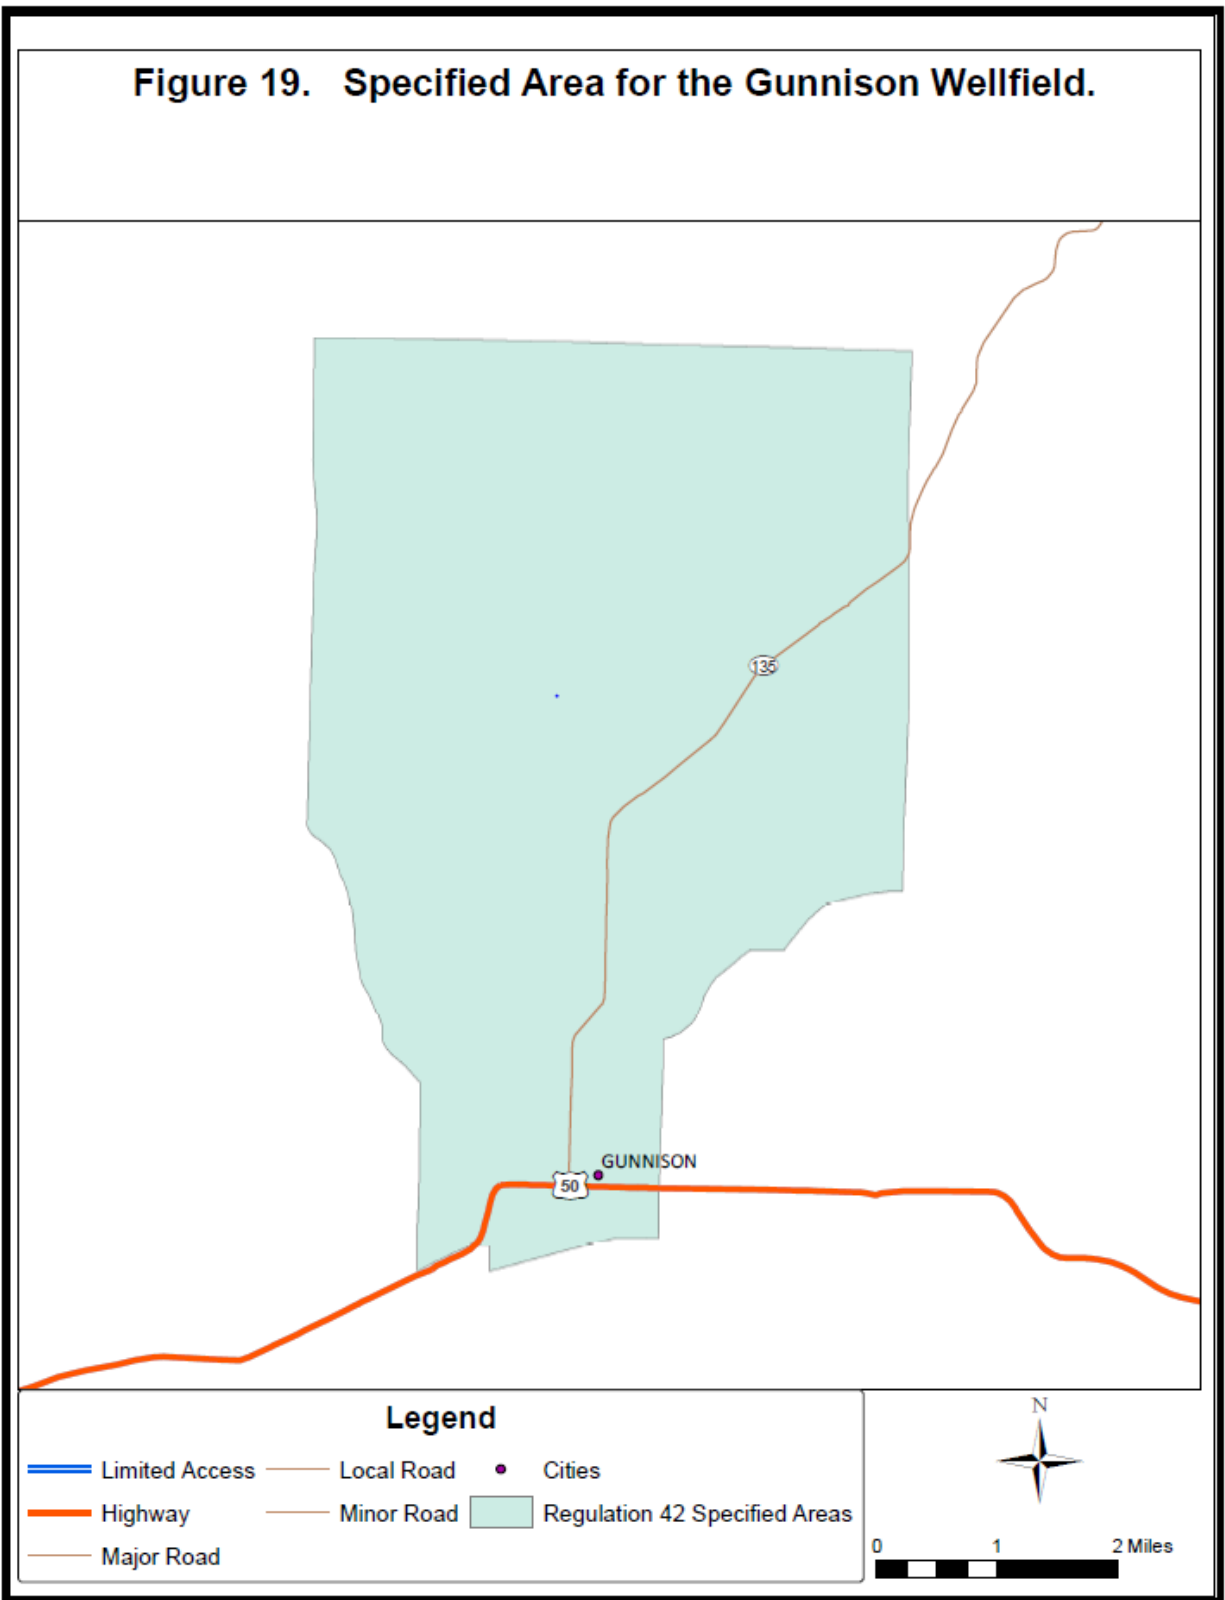 Figure 19.   Specified Area for the Gunnison Wellfield.
135
GUNNISON
50
Legend
Limited Access
Local Road
Cities
Highway
Minor Road
Regulation 42 Specified Areas
Major Road
N
0 1 2 Miles